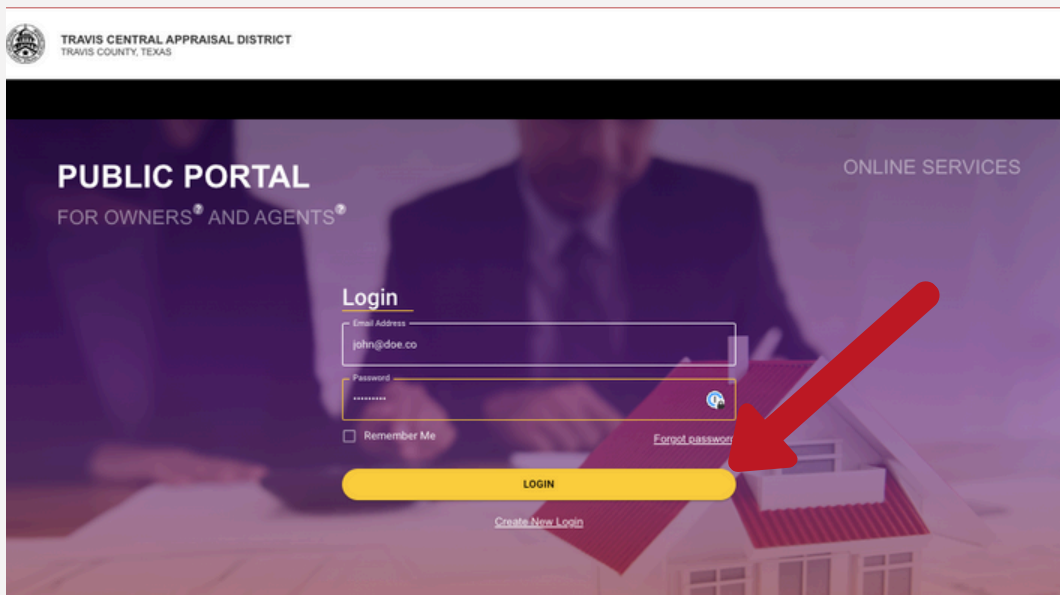 TRAVIS CENTRAL APPRAISAL DISTRICT
TRAVIS COUNTY, TEXAS
PUBLIC PORTAL
ONLINE SERVICES
FOR OWNERS? AND AGENTS?
Login
Email Address
john@doe.co
Password
·········
Remember Me
Forgot password
LOGIN
Create New Login